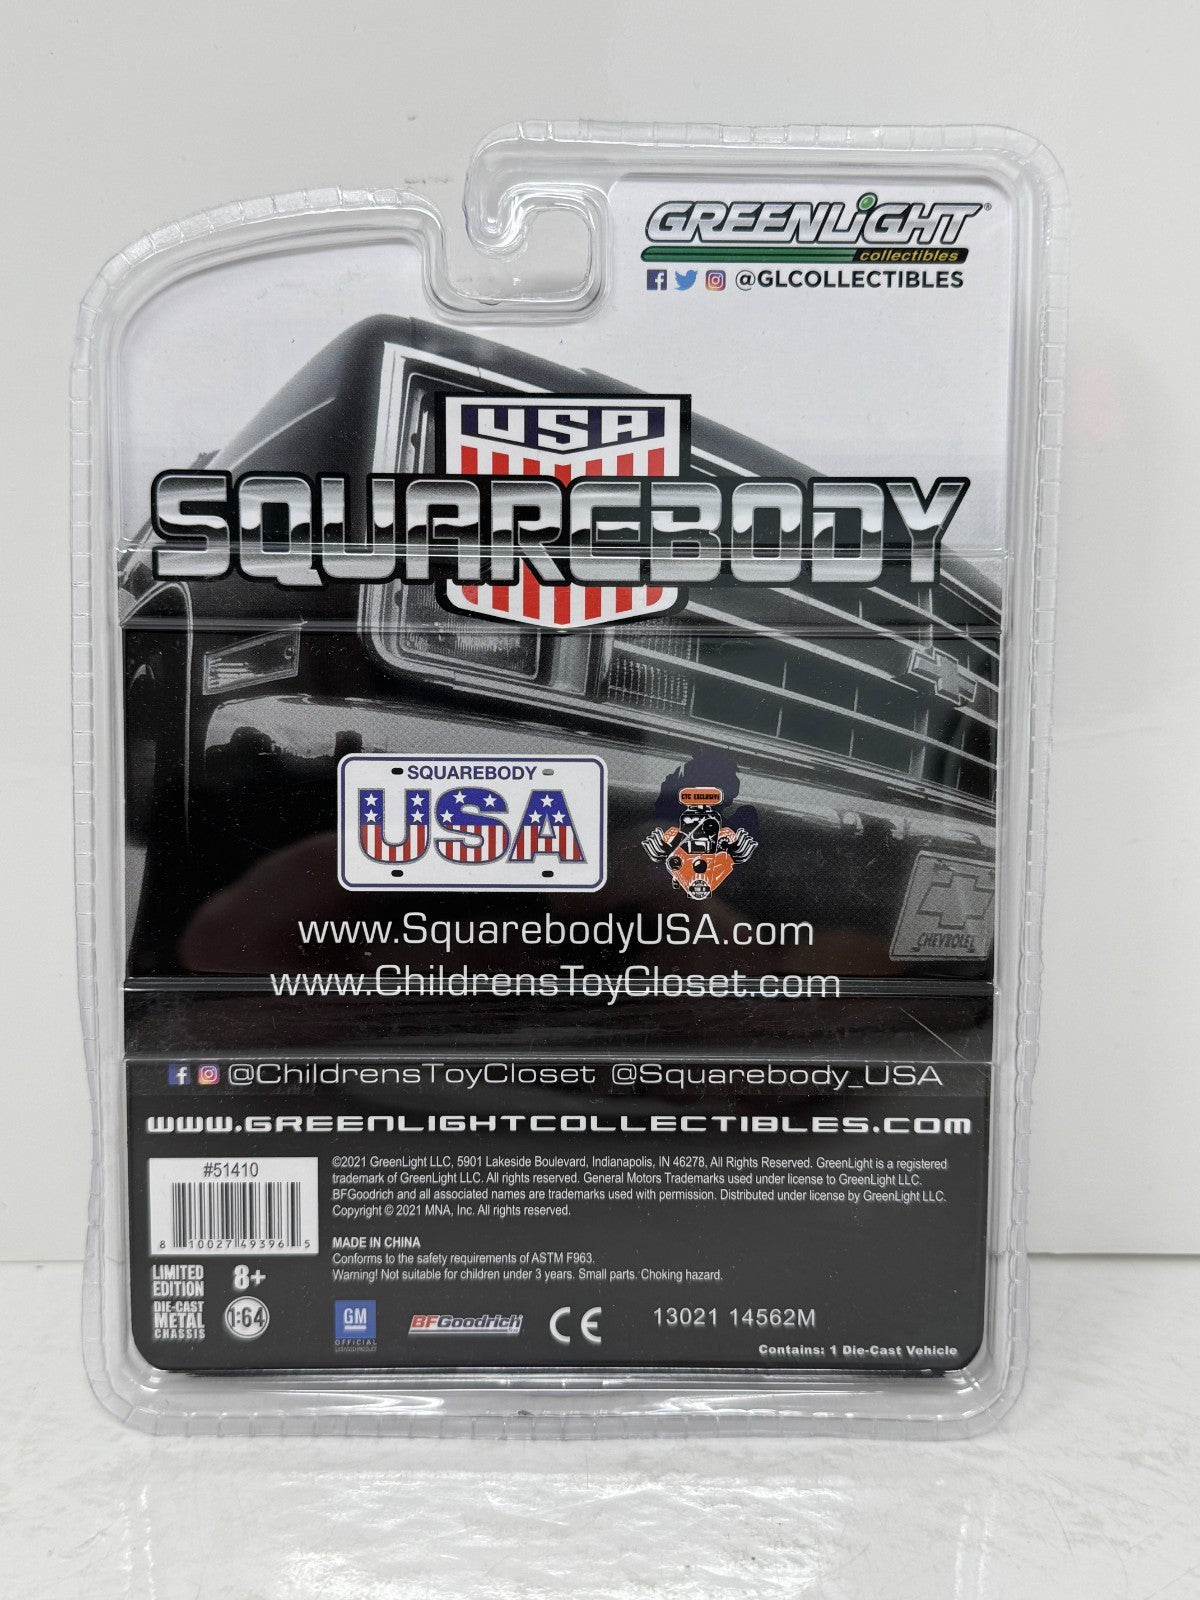 GREENLiGHT®
collectibles
@GLCOLLECTIBLES
USA
SQUAREBODY
SQUAREBODY
USA
CTC EXCLUSIVE
CHEVROLET
www.SquarebodyUSA.com
www.ChildrensToyCloset.com
@ChildrensToyCloset @Squarebody_USA
WWW.GREENLIGHTCOLLECTIBLES.COM
#51410
8 10027 49396 5
©2021 GreenLight LLC, 5901 Lakeside Boulevard, Indianapolis, IN 46278, All Rights Reserved. GreenLight is a registered
trademark of GreenLight LLC. All rights reserved. General Motors Trademarks used under license to GreenLight LLC.
BFGoodrich and all associated names are trademarks used with permission. Distributed under license by GreenLight LLC.
Copyright © 2021 MNA, Inc. All rights reserved.
MADE IN CHINA
Conforms to the safety requirements of ASTM F963.
Warning! Not suitable for children under 3 years. Small parts. Choking hazard.
LIMITED
EDITION
8+
DIE-CAST
METAL
CHASSIS
1:64
GM
OFFICIAL
LICENSED PRODUCT
BFGoodrich
CE
13021 14562M
Contains: 1 Die-Cast Vehicle